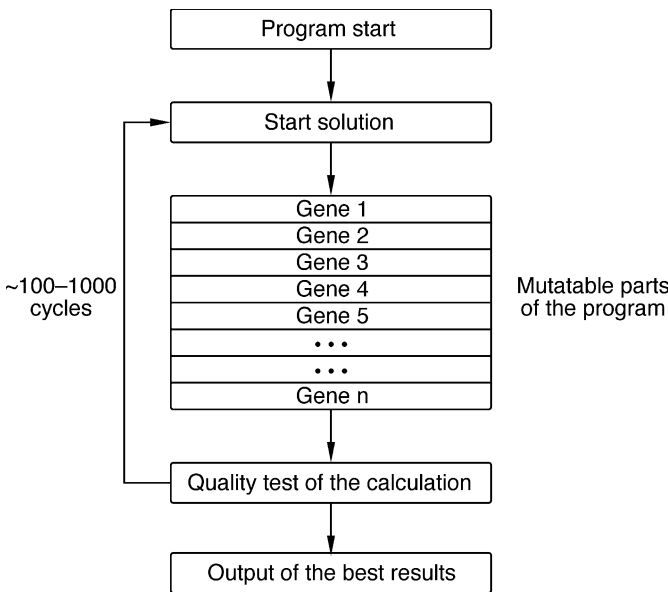 Program start
Start solution
Gene 1
Gene 2
Gene 3
Gene 4
Gene 5
• • •
• • •
Gene n
~100–1000
cycles
Mutatable parts
of the program
Quality test of the calculation
Output of the best results